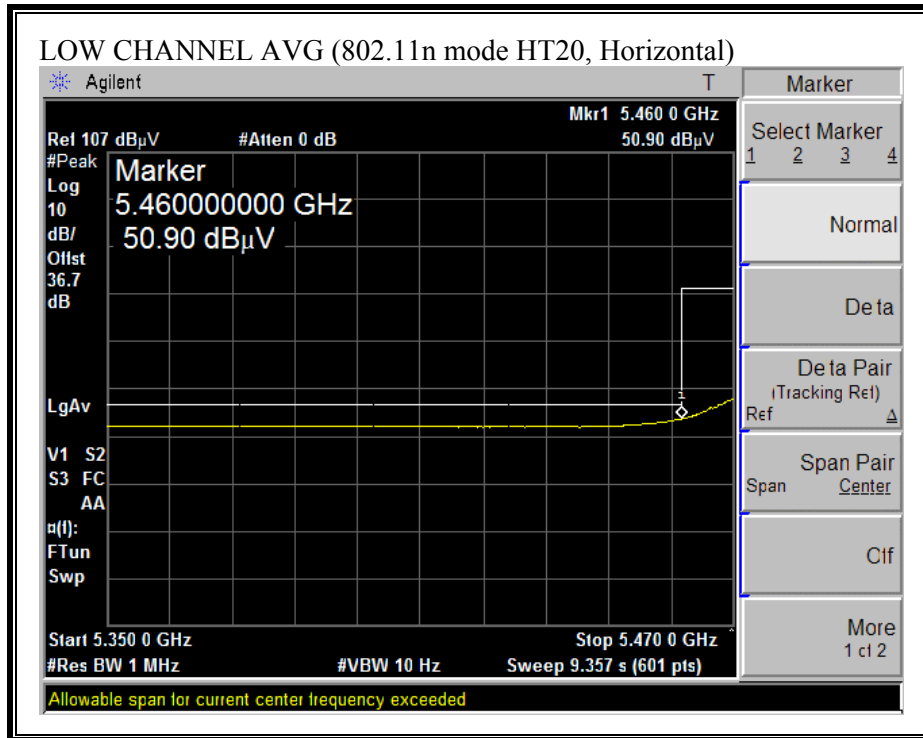 LOW CHANNEL AVG (802.11n mode HT20, Horizontal)
Agilent T
Mkr1 5.460 0 GHz
Ref 107 dBµV #Atten 0 dB 50.90 dBµV
#Peak
Log
10
dB/
Offst
36.7
dB
Marker
5.460000000 GHz
50.90 dBµV
1
LgAv
V1 S2
S3 FC
AA
¤(f):
FTun
Swp
Start 5.350 0 GHz Stop 5.470 0 GHz
#Res BW 1 MHz #VBW 10 Hz Sweep 9.357 s (601 pts)
Allowable span for current center frequency exceeded
Marker
Select Marker
1 2 3 4
Normal
Delta
Delta Pair
(Tracking Ref)
Ref Δ
Span Pair
Span Center
Off
More
1 of 2